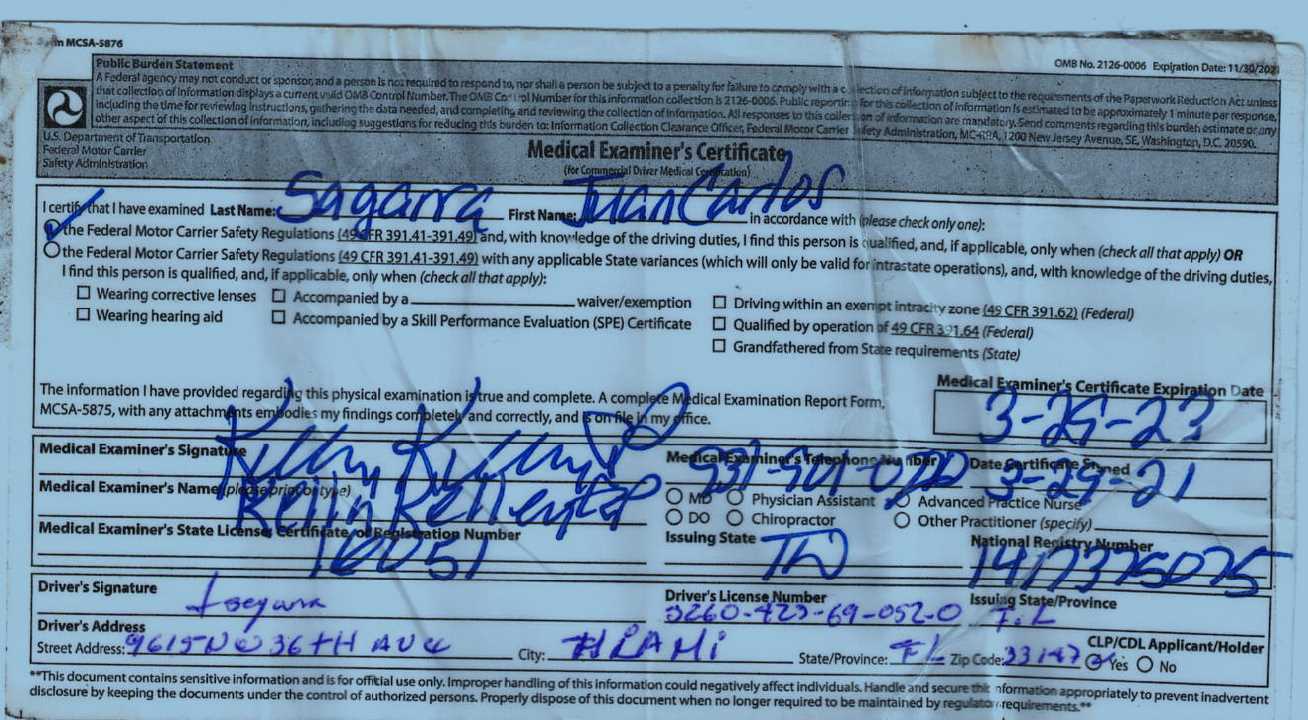 Form MCSA-5876
OMB No. 2126-0006 Expiration Date: 11/30/2021
Public Burden Statement
A Federal agency may not conduct or sponsor, and a person is not required to respond to, nor shall a person be subject to a penalty for failure to comply with a collection of information subject to the requirements of the Paperwork Reduction Act unless
that collection of information displays a current valid OMB Control Number. The OMB Control Number for this information collection is 2126-0006. Public reporting for this collection of information is estimated to be approximately 1 minute per response,
including the time for reviewing instructions, gathering the data needed, and completing and reviewing the collection of information. All responses to this collection of information are mandatory. Send comments regarding this burden estimate or any
other aspect of this collection of information, including suggestions for reducing this burden to: Information Collection Clearance Officer, Federal Motor Carrier Safety Administration, MC-RRA, 1200 New Jersey Avenue, SE, Washington, D.C. 20590.
U.S. Department of Transportation
Federal Motor Carrier
Safety Administration
Medical Examiner's Certificate
(for Commercial Driver Medical Certification)
I certify that I have examined Last Name: Sagarra First Name: Juan Carlos in accordance with (please check only one):
the Federal Motor Carrier Safety Regulations (49 CFR 391.41-391.49) and, with knowledge of the driving duties, I find this person is qualified, and, if applicable, only when (check all that apply) OR
the Federal Motor Carrier Safety Regulations (49 CFR 391.41-391.49) with any applicable State variances (which will only be valid for intrastate operations), and, with knowledge of the driving duties,
I find this person is qualified, and, if applicable, only when (check all that apply):
Wearing corrective lenses Accompanied by a waiver/exemption Driving within an exempt intracity zone (49 CFR 391.62) (Federal)
Wearing hearing aid Accompanied by a Skill Performance Evaluation (SPE) Certificate Qualified by operation of 49 CFR 391.64 (Federal)
Grandfathered from State requirements (State)
The information I have provided regarding this physical examination is true and complete. A complete Medical Examination Report Form,
MCSA-5875, with any attachments embodies my findings completely and correctly, and is on file in my office.
Medical Examiner's Certificate Expiration Date
3-29-23
Medical Examiner's Signature
Medical Examiner's Telephone Number
Date Certificate Signed
3-29-21
Medical Examiner's Name (please print or type)
MD Physician Assistant Advanced Practice Nurse
DO Chiropractor Other Practitioner (specify)
Medical Examiner's State License, Certificate, or Registration Number
16051
Issuing State
TN
National Registry Number
1417375075
Driver's Signature
Driver's License Number
S260-423-69-052-0
Issuing State/Province
FL
Driver's Address
Street Address: 9615 NW 36TH AVE City: MIAMI State/Province: FL Zip Code: 33147
CLP/CDL Applicant/Holder
Yes No
**This document contains sensitive information and is for official use only. Improper handling of this information could negatively affect individuals. Handle and secure this information appropriately to prevent inadvertent
disclosure by keeping the documents under the control of authorized persons. Properly dispose of this document when no longer required to be maintained by regulatory requirements.**